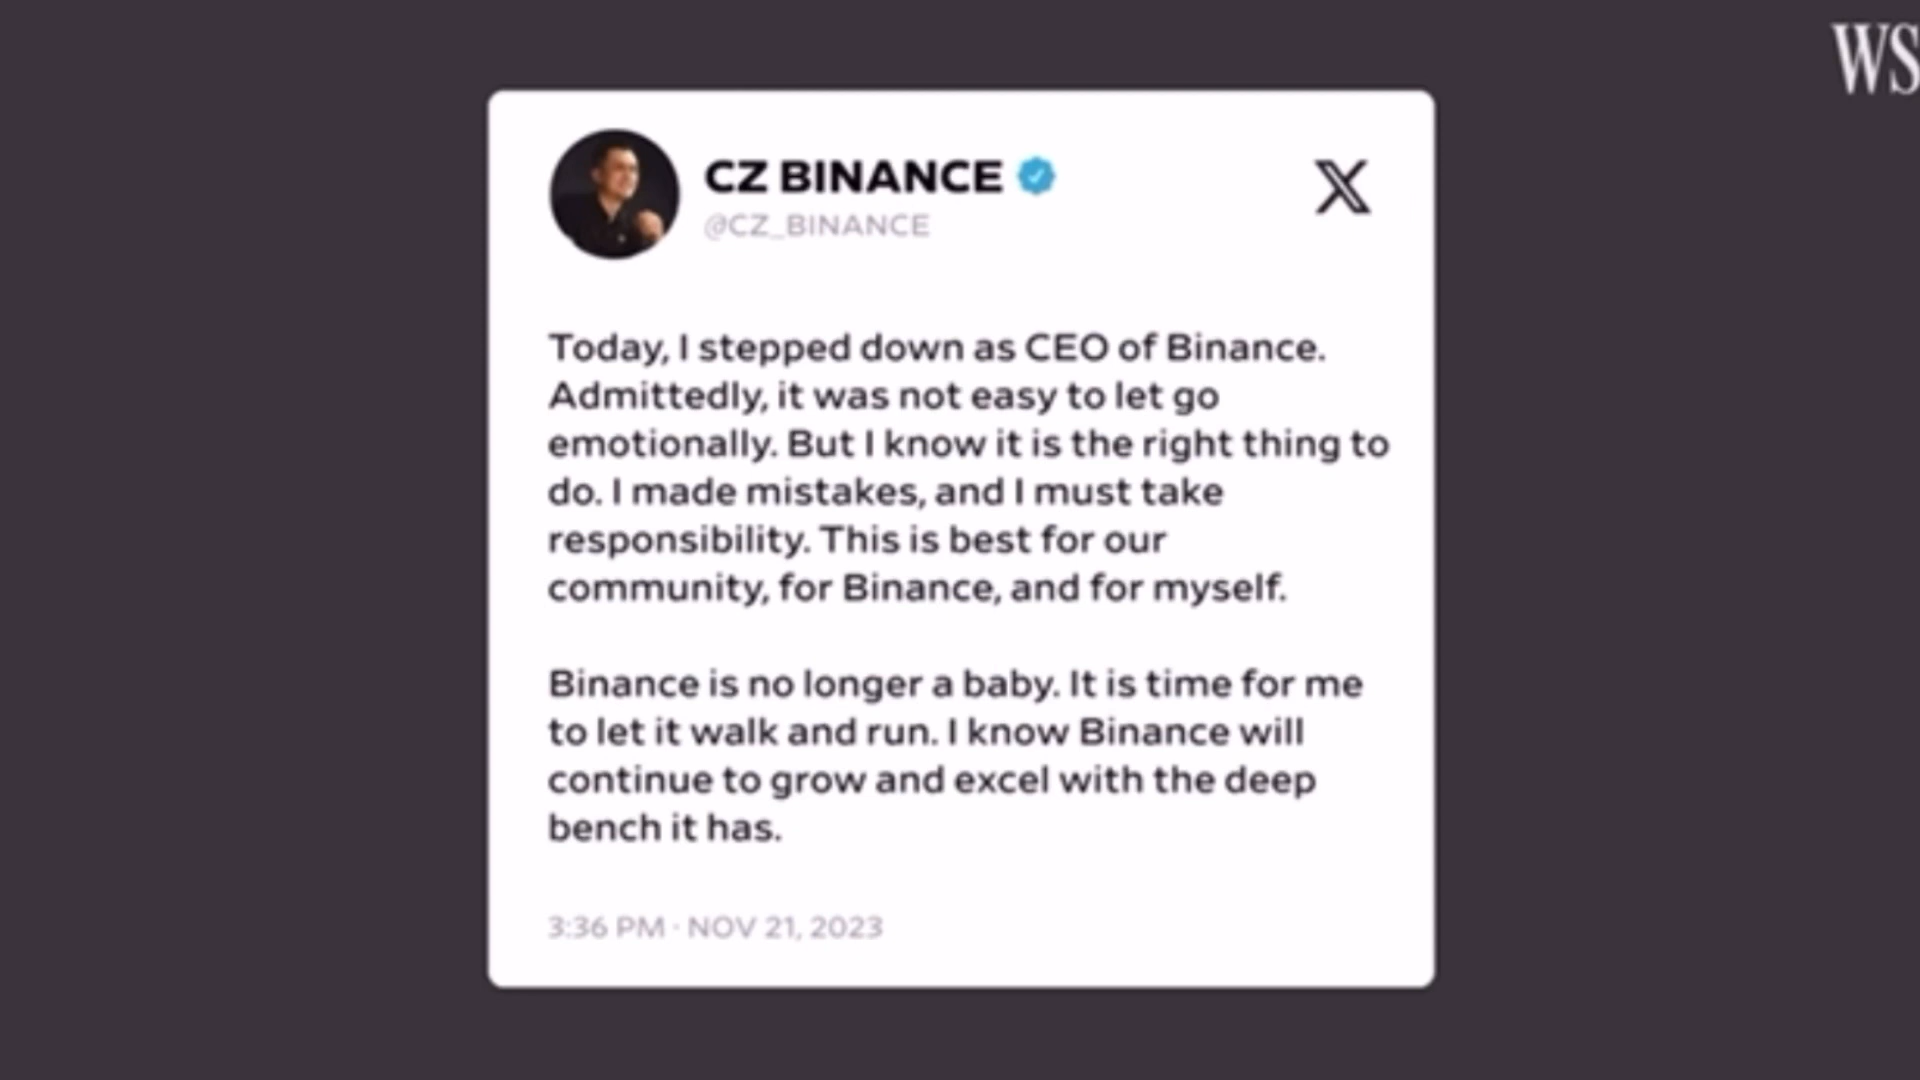 WS
CZ BINANCE
@CZ_BINANCE
Today, I stepped down as CEO of Binance.
Admittedly, it was not easy to let go
emotionally. But I know it is the right thing to
do. I made mistakes, and I must take
responsibility. This is best for our
community, for Binance, and for myself.
Binance is no longer a baby. It is time for me
to let it walk and run. I know Binance will
continue to grow and excel with the deep
bench it has.
3:36 PM · NOV 21, 2023